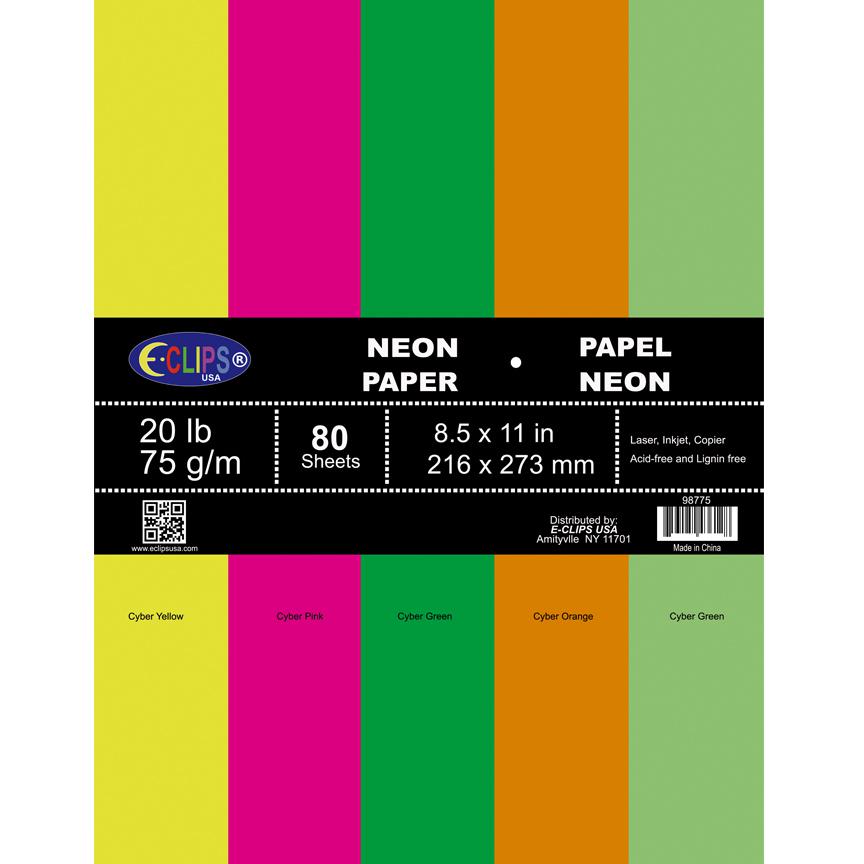 E-CLIPS®
USA
NEON
PAPER
•
PAPEL
NEON
20 lb
75 g/m
80
Sheets
8.5 x 11 in
216 x 273 mm
Laser, Inkjet, Copier
Acid-free and Lignin free
www.eclipsusa.com
Distributed by:
E-CLIPS USA
Amityvlle NY 11701
98775
Made in China
Cyber Yellow
Cyber Pink
Cyber Green
Cyber Orange
Cyber Green